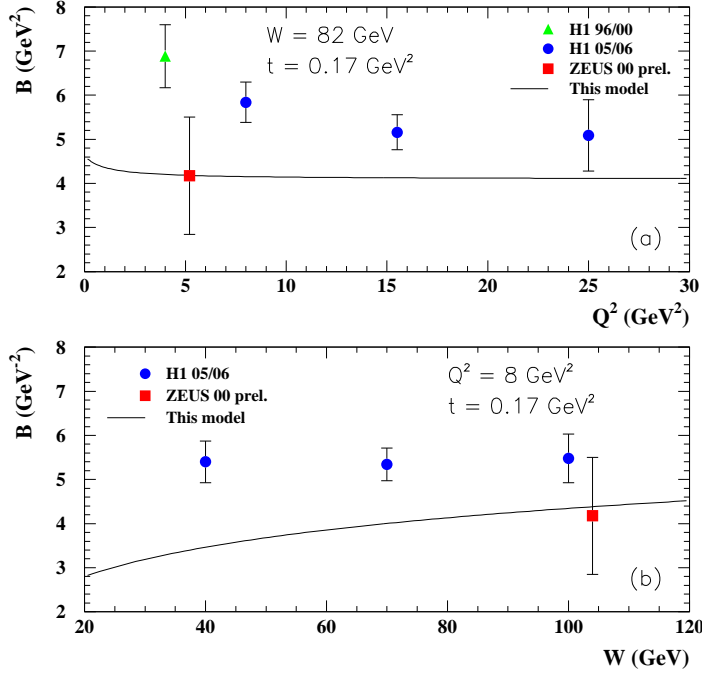 B (GeV²)
8
7
6
5
4
3
2
W = 82 GeV
t = 0.17 GeV²
H1 96/00
H1 05/06
ZEUS 00 prel.
This model
(a)
0 5 10 15 20 25 30
Q² (GeV²)
B (GeV⁻²)
8
7
6
5
4
3
2
H1 05/06
ZEUS 00 prel.
This model
Q² = 8 GeV²
t = 0.17 GeV²
(b)
20 40 60 80 100 120
W (GeV)